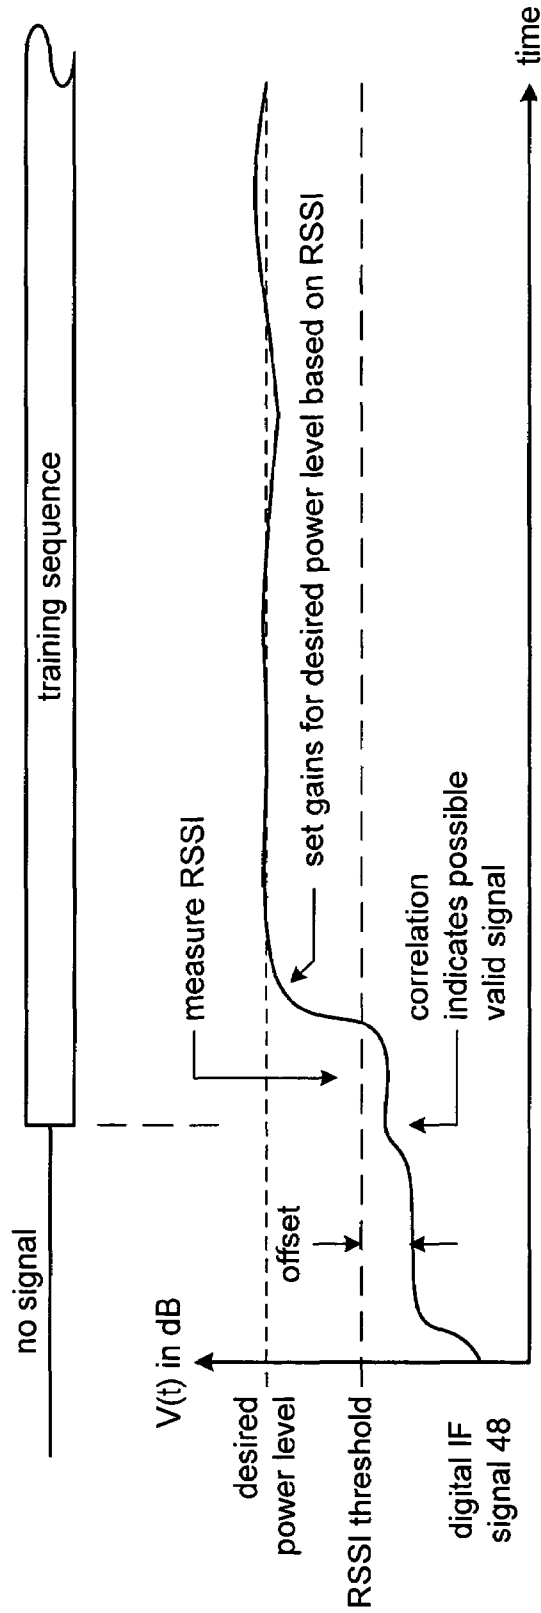 no signal
training sequence
V(t) in dB
measure RSSI
desired
power level
offset
set gains for desired power level based on RSSI
RSSI threshold
correlation
indicates possible
valid signal
digital IF
signal 48
time